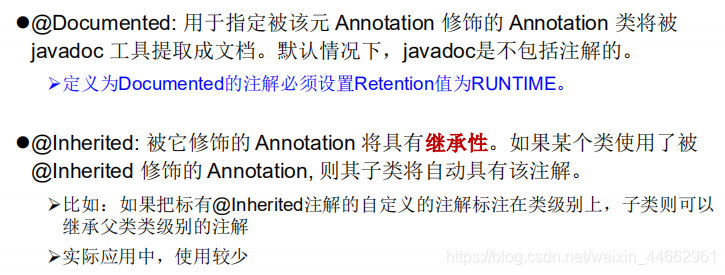 ●@Documented: 用于指定被该元 Annotation 修饰的 Annotation 类将被
javadoc 工具提取成文档。默认情况下，javadoc是不包括注解的。
➢定义为Documented的注解必须设置Retention值为RUNTIME。
●@Inherited: 被它修饰的 Annotation 将具有继承性。如果某个类使用了被
@Inherited 修饰的 Annotation, 则其子类将自动具有该注解。
➢比如：如果把标有@Inherited注解的自定义的注解标注在类级别上，子类则可以
继承父类类级别的注解
➢实际应用中，使用较少
https://blog.csdn.net/weixin_44662961